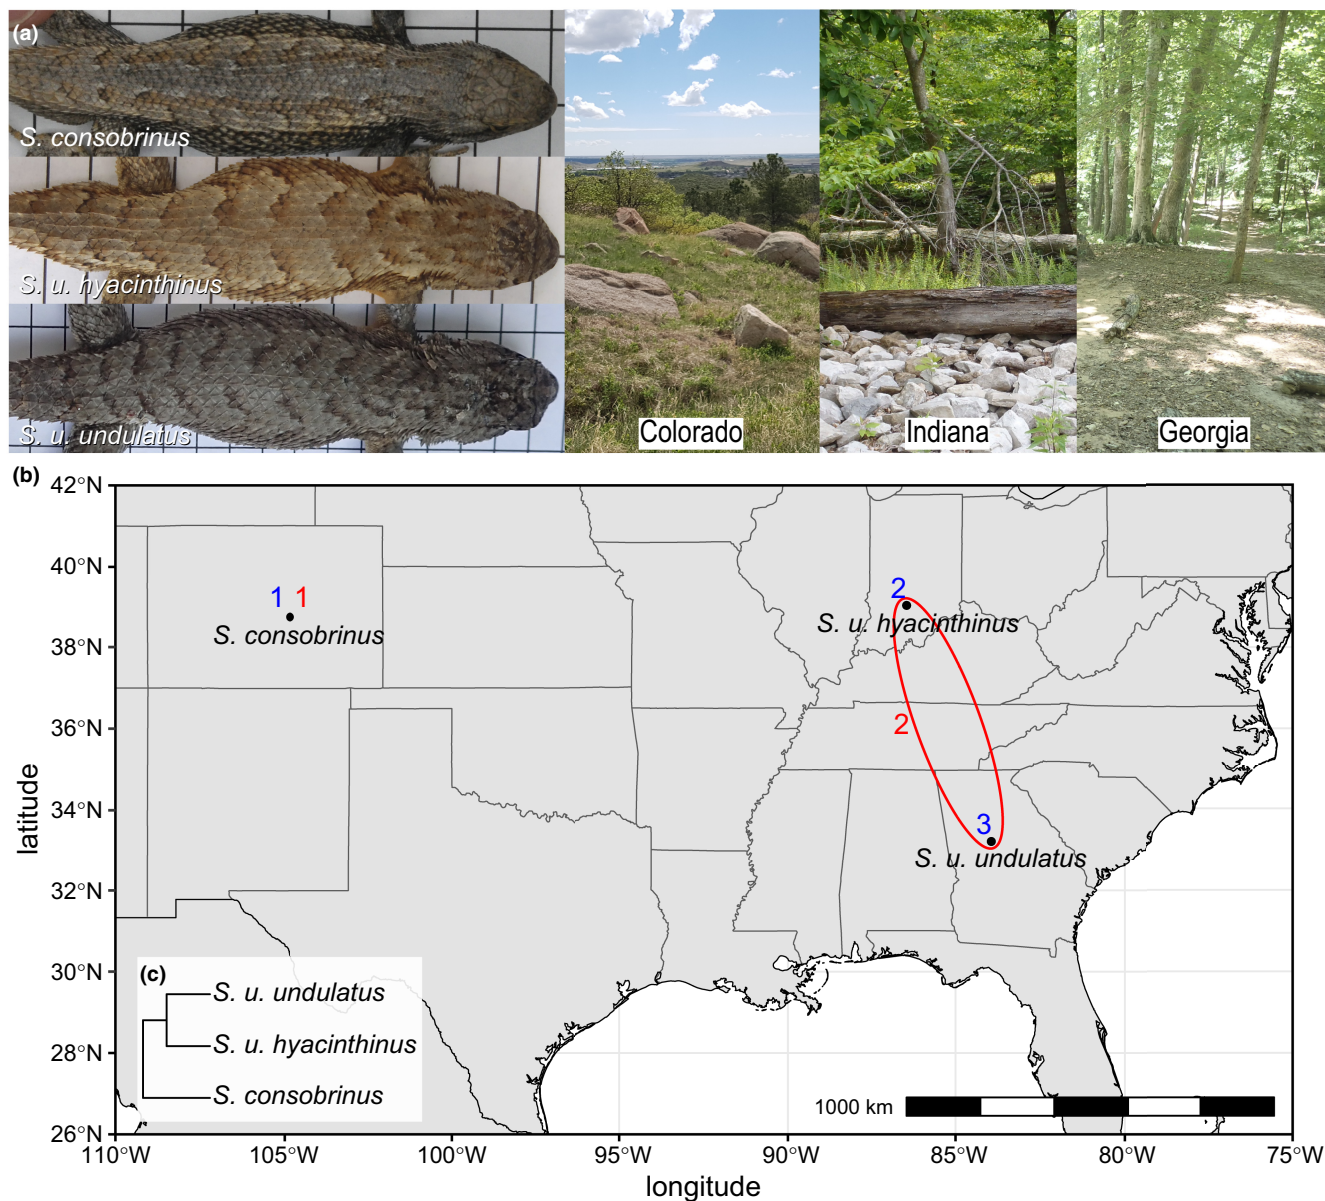 (a)
S. consobrinus
S. u. hyacinthinus
S. u. undulatus
Colorado
Indiana
Georgia
(b)
42°N
40°N
38°N
36°N
34°N
32°N
30°N
28°N
26°N
latitude
1 1
S. consobrinus
2
S. u. hyacinthinus
2
3
S. u. undulatus
(c)
S. u. undulatus
S. u. hyacinthinus
S. consobrinus
1000 km
110°W
105°W
100°W
95°W
90°W
85°W
80°W
75°W
longitude